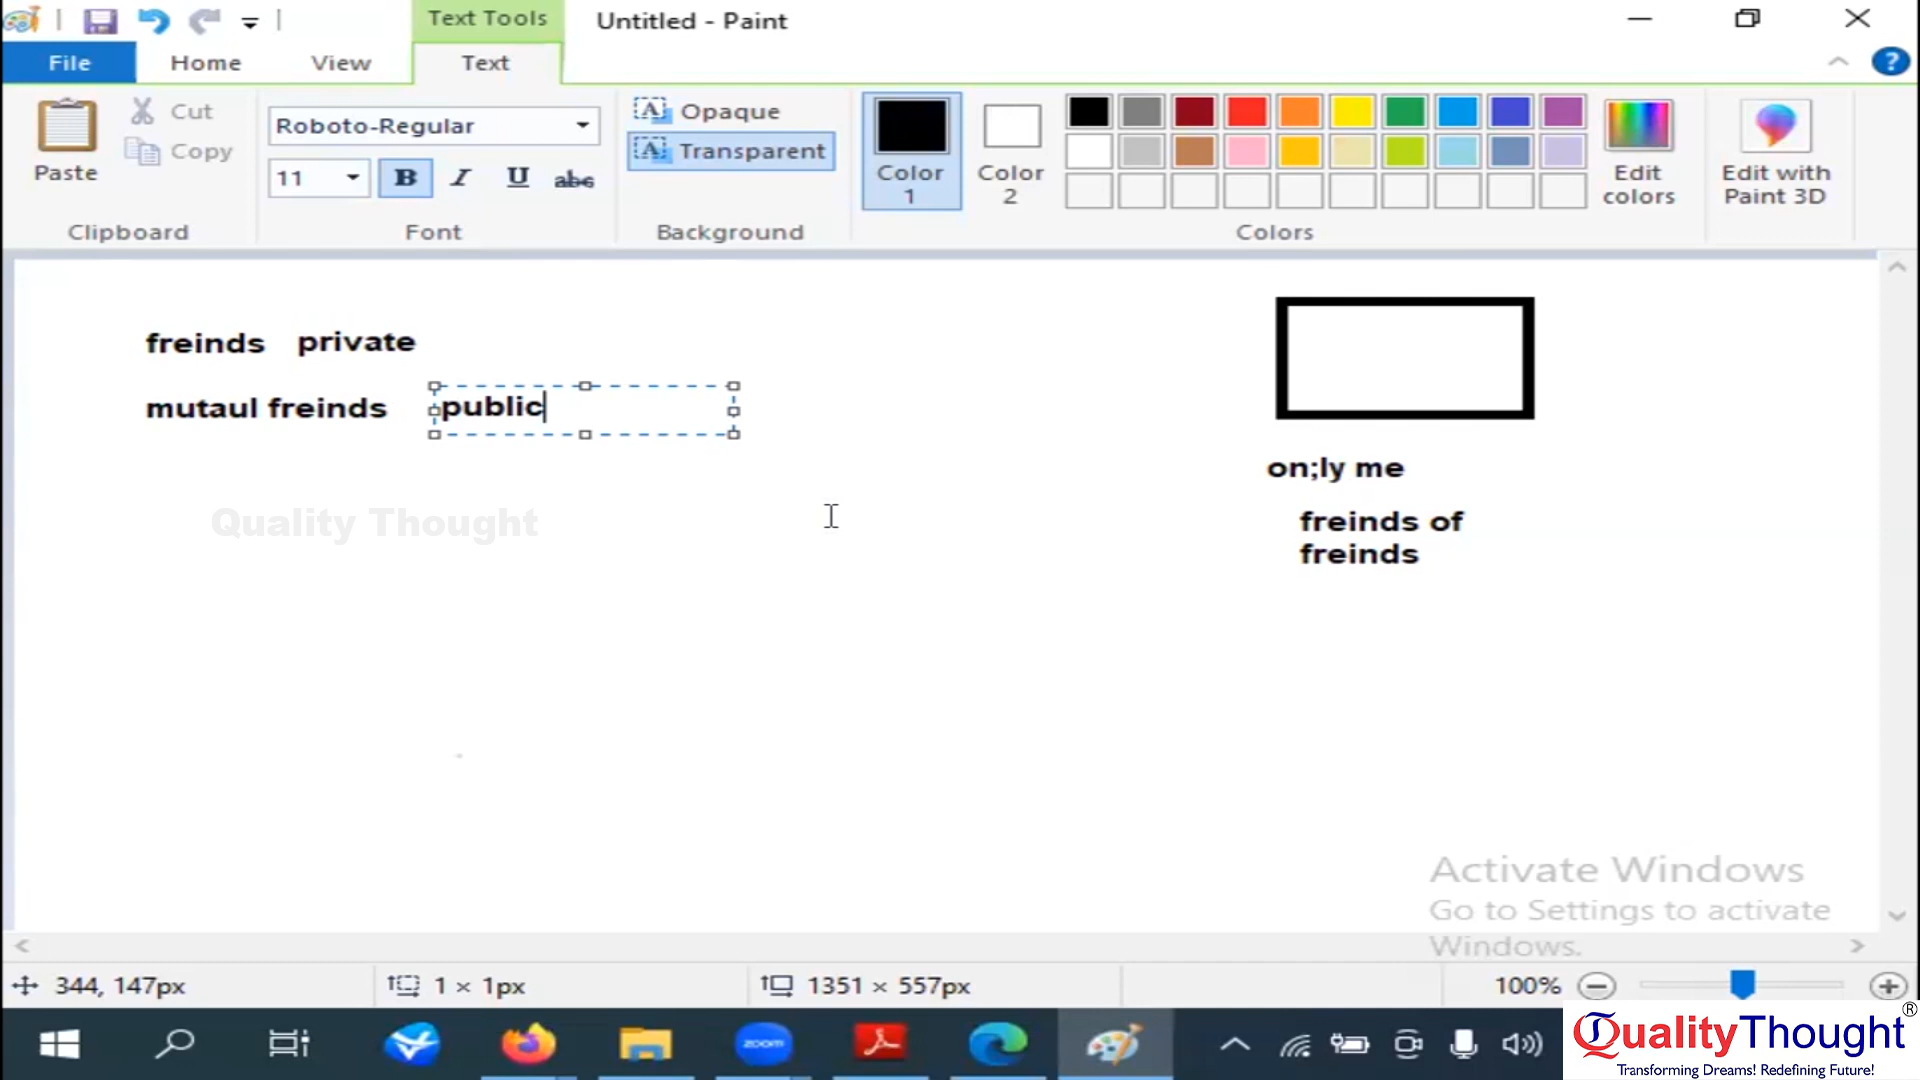 Text Tools
Untitled - Paint
File
Home
View
Text
Paste
Cut
Copy
Clipboard
Roboto-Regular
11
B
I
U
abc
Font
Opaque
Transparent
Background
Color 1
Color 2
Edit colors
Colors
Edit with Paint 3D
freinds private
mutaul freinds public
Quality Thought
on;ly me
freinds of
freinds
Activate Windows
Go to Settings to activate
Windows.
344, 147px
1 × 1px
1351 × 557px
100%
zoom
QualityThought®
Transforming Dreams! Redefining Future!